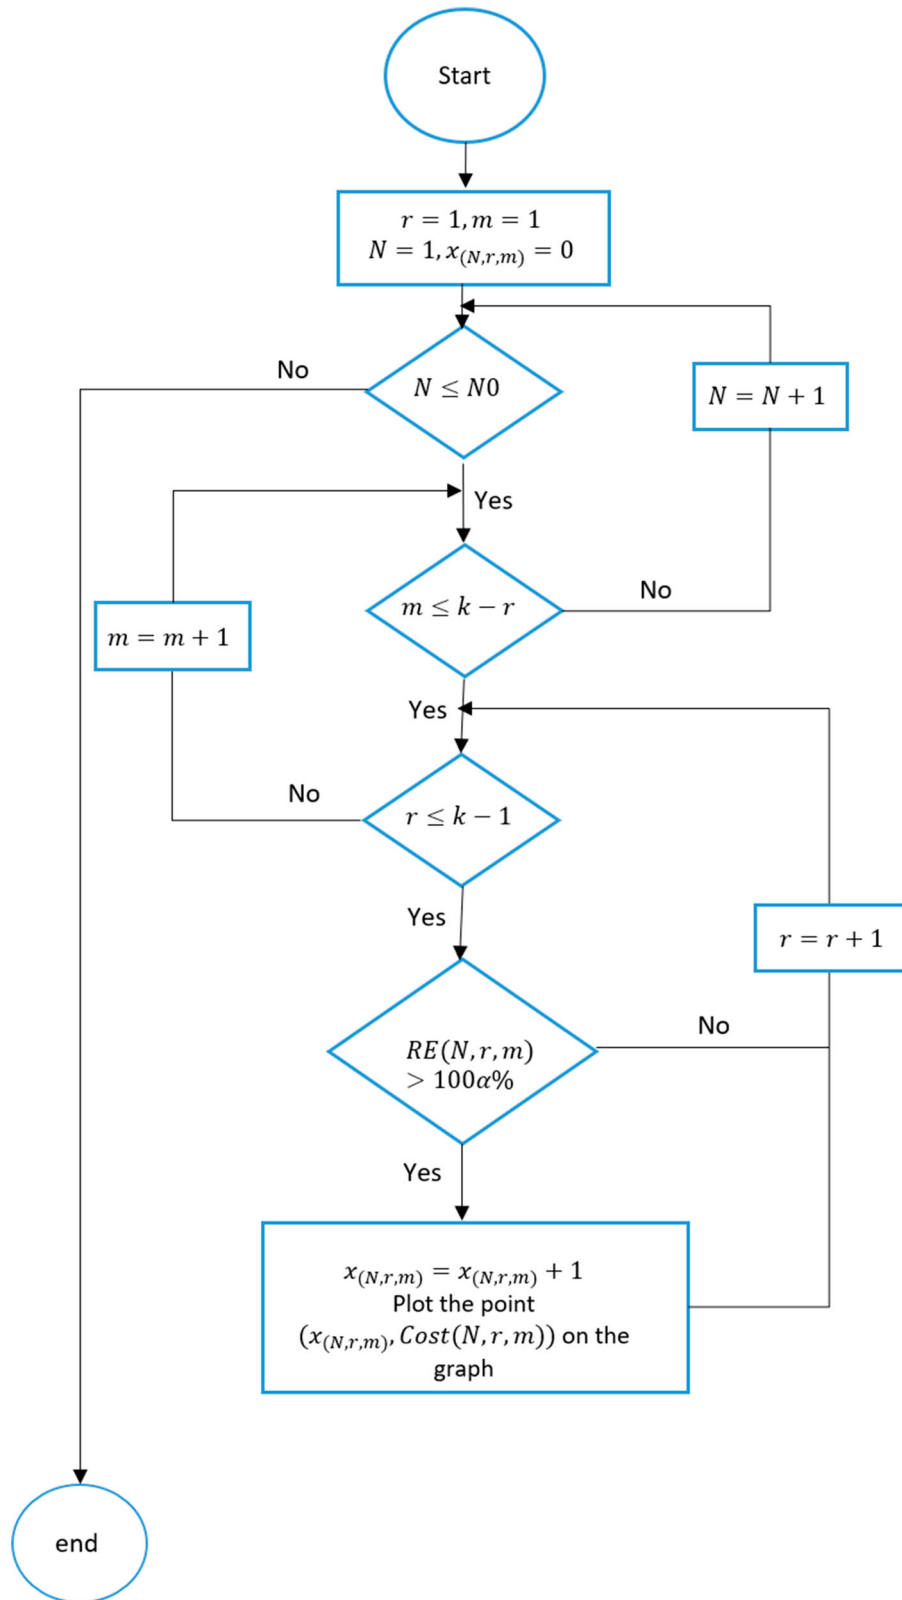 Start
r = 1, m = 1
N = 1, x_(N,r,m) = 0
No
N ≤ N0
N = N + 1
Yes
m ≤ k − r
No
m = m + 1
Yes
No
r ≤ k − 1
Yes
r = r + 1
No
RE(N, r, m)
> 100α%
Yes
x_(N,r,m) = x_(N,r,m) + 1
Plot the point
(x_(N,r,m), Cost(N, r, m)) on the
graph
end